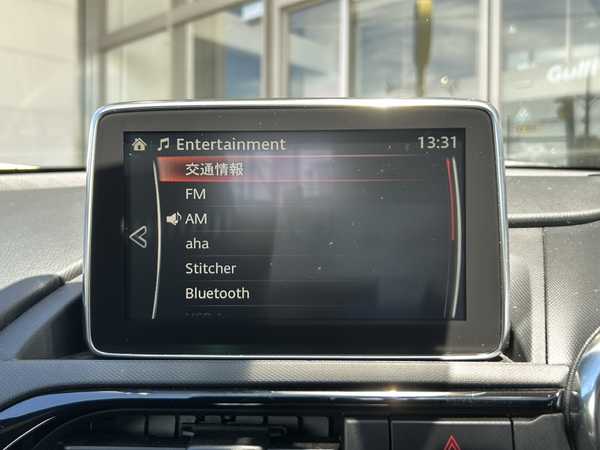 Entertainment 13:31
交通情報
FM
AM
aha
Stitcher
Bluetooth